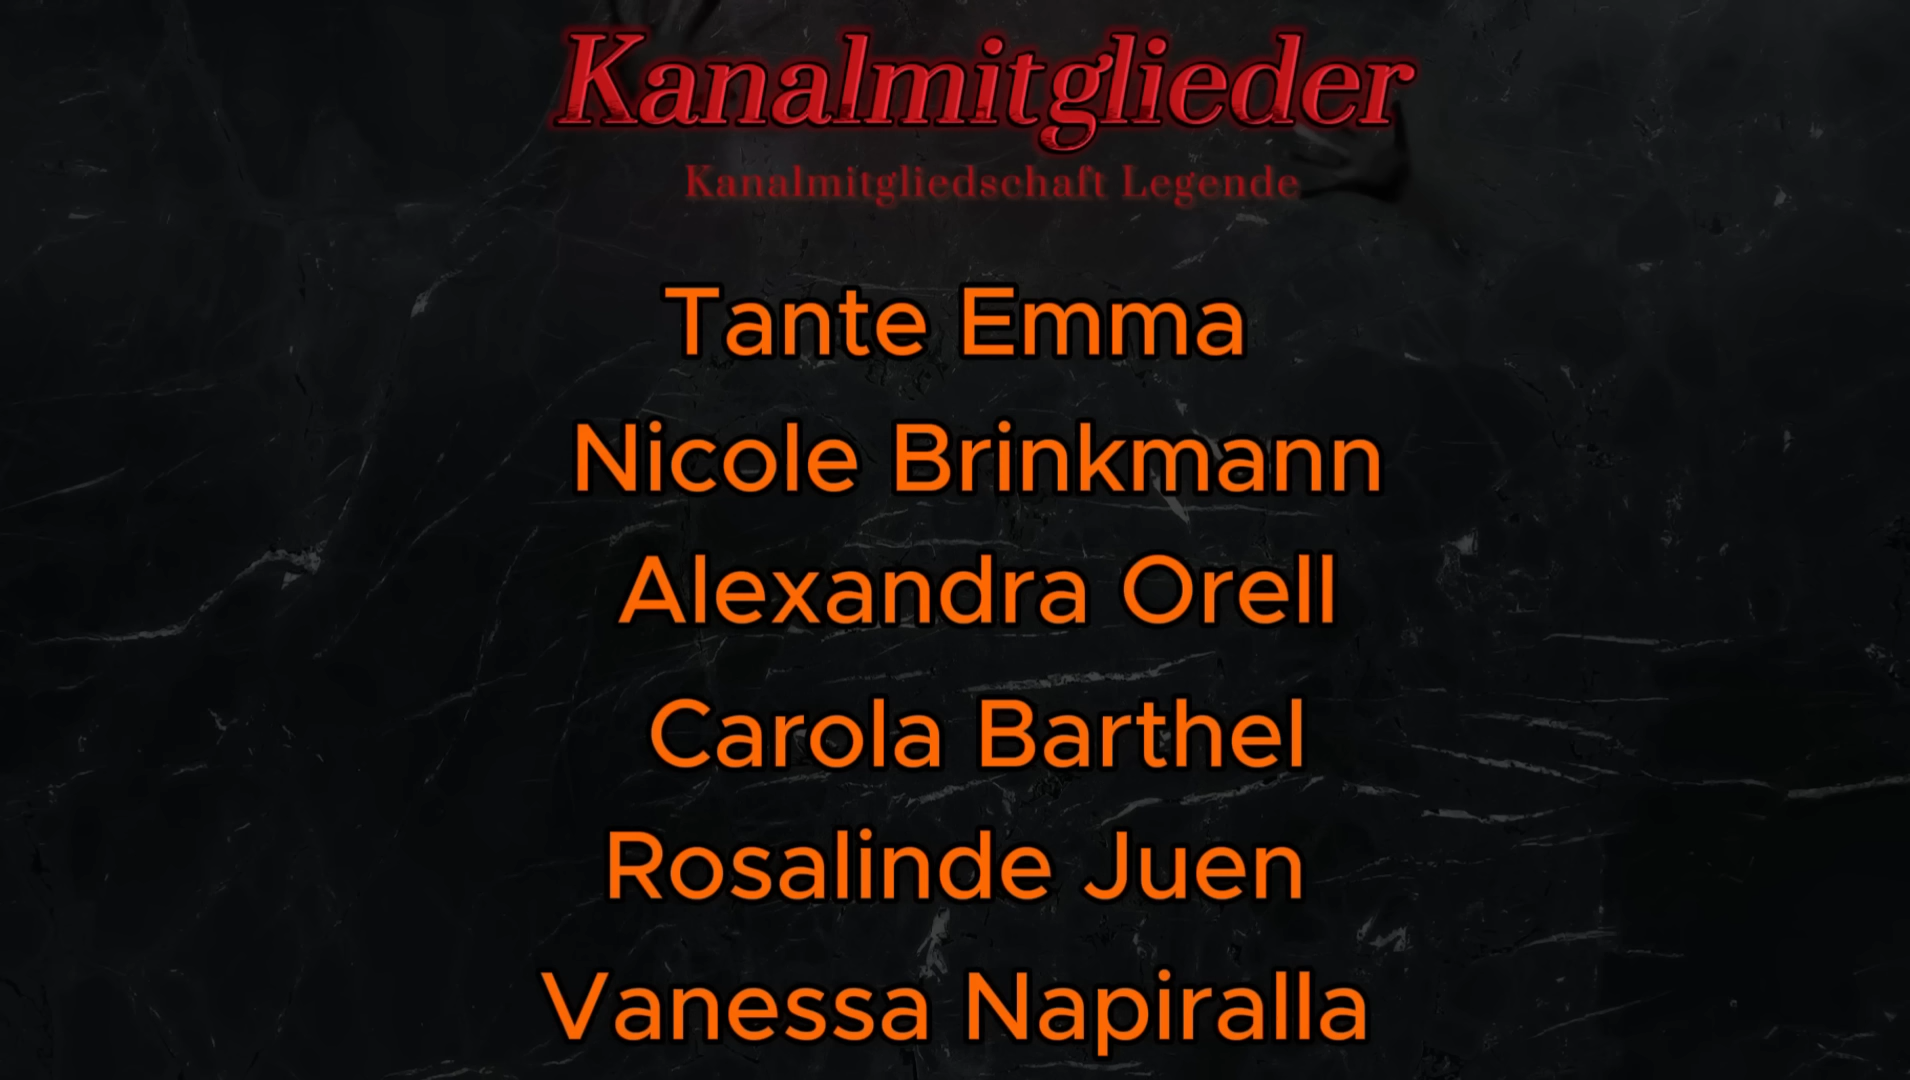 Kanalmitglieder
Kanalmitgliedschaft Legende
Tante Emma
Nicole Brinkmann
Alexandra Orell
Carola Barthel
Rosalinde Juen
Vanessa Napiralla